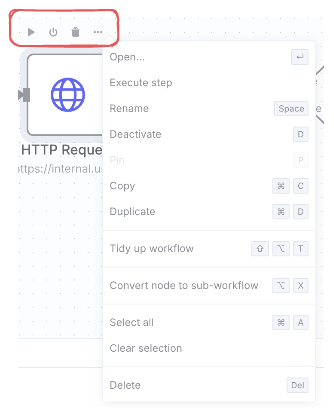 Open... ↵
Execute step
HTTP Reque
https://internal.u
Rename Space
Deactivate D
Pin P
Copy ⌘ C
Duplicate ⌘ D
Tidy up workflow ⇧ ⌥ T
Convert node to sub-workflow ⌥ X
Select all ⌘ A
Clear selection
Delete Del